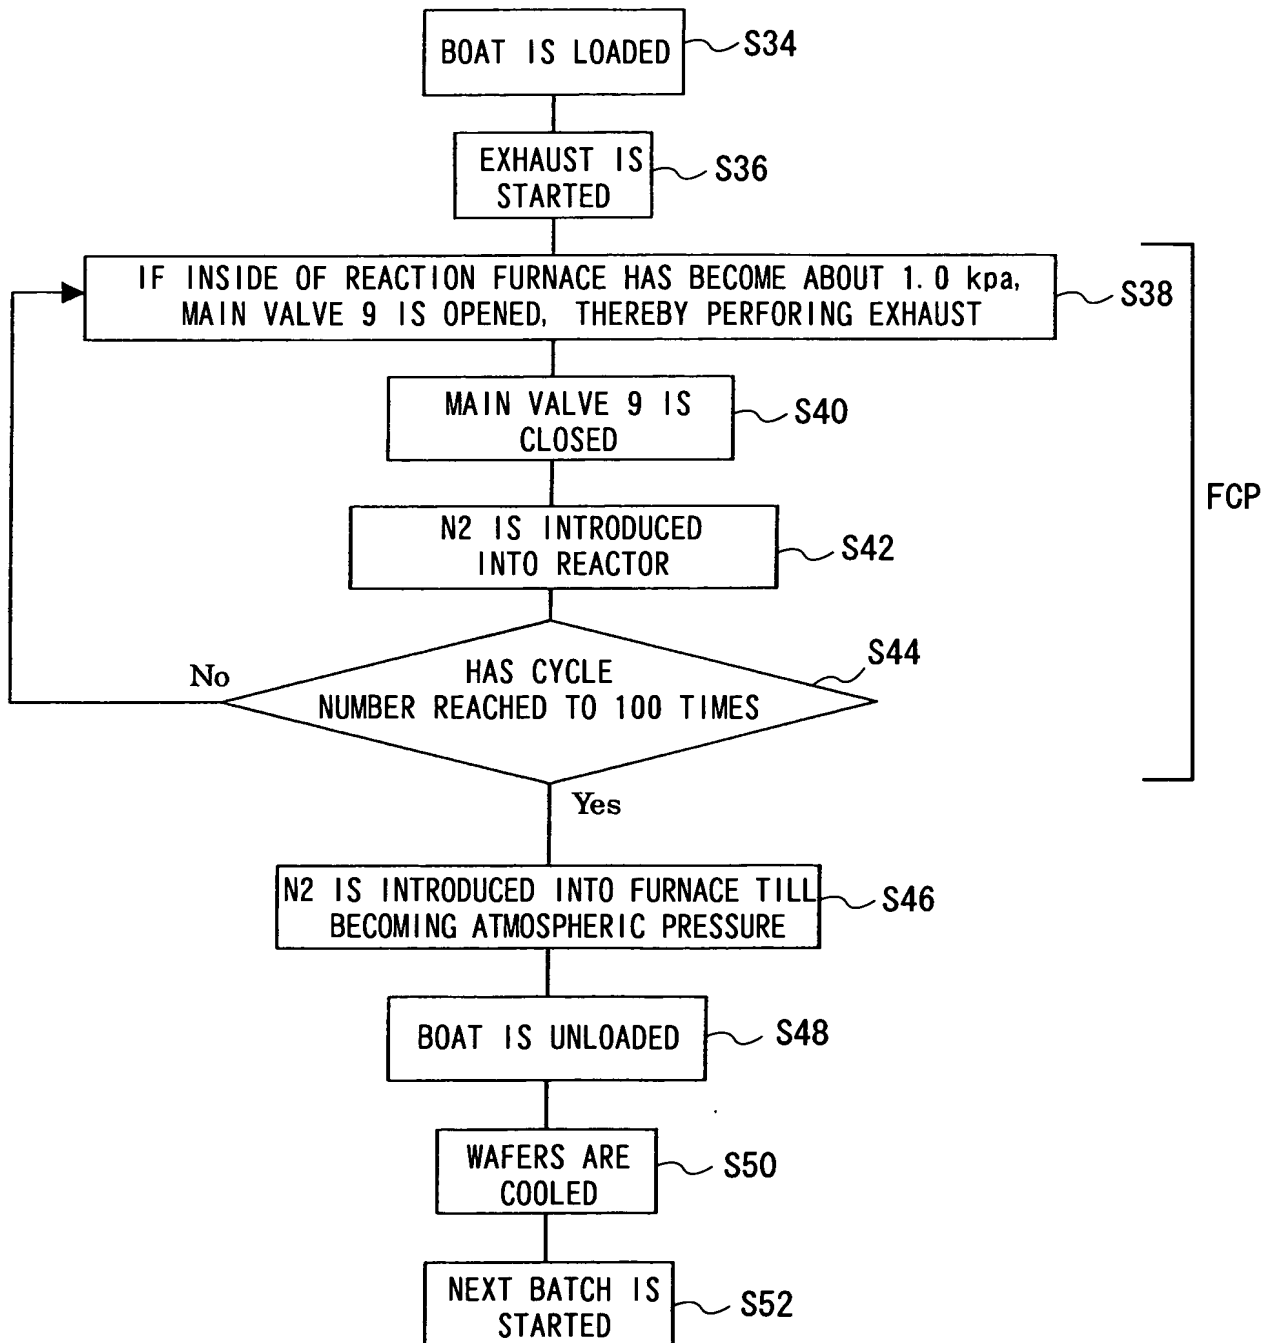 BOAT IS LOADED
S34
EXHAUST IS
STARTED
S36
IF INSIDE OF REACTION FURNACE HAS BECOME ABOUT 1.0 kpa,
MAIN VALVE 9 IS OPENED, THEREBY PERFORING EXHAUST
S38
MAIN VALVE 9 IS
CLOSED
S40
FCP
N2 IS INTRODUCED
INTO REACTOR
S42
HAS CYCLE
NUMBER REACHED TO 100 TIMES
S44
No
Yes
N2 IS INTRODUCED INTO FURNACE TILL
BECOMING ATMOSPHERIC PRESSURE
S46
BOAT IS UNLOADED
S48
WAFERS ARE
COOLED
S50
NEXT BATCH IS
STARTED
S52